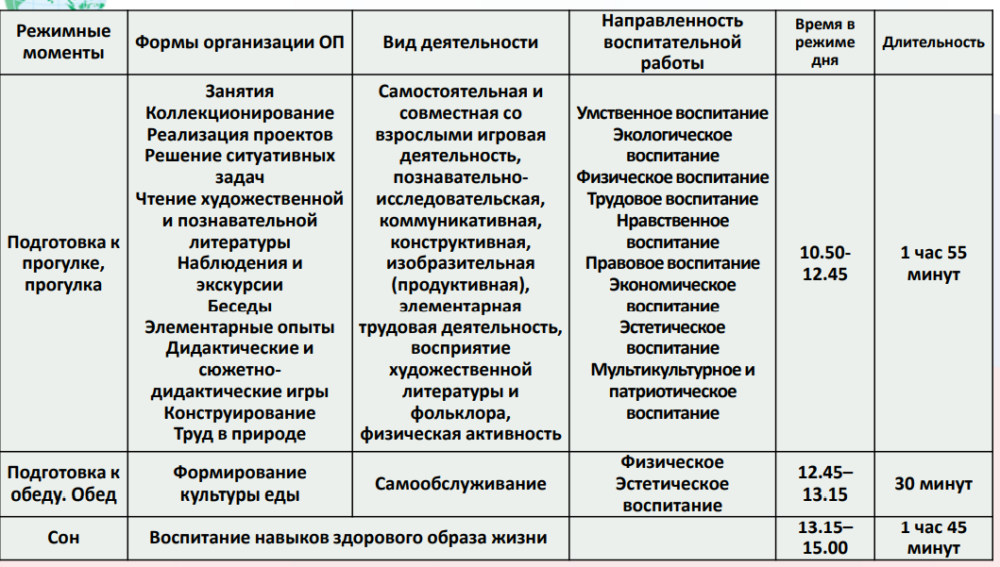 Режимные
моменты
Формы организации ОП
Вид деятельности
Направленность
воспитательной
работы
Время в
режиме
дня
Длительность
Подготовка к
прогулке,
прогулка
Занятия
Коллекционирование
Реализация проектов
Решение ситуативных
задач
Чтение художественной
и познавательной
литературы
Наблюдения и
экскурсии
Беседы
Элементарные опыты
Дидактические и
сюжетно-
дидактические игры
Конструирование
Труд в природе
Самостоятельная и
совместная со
взрослыми игровая
деятельность,
познавательно-
исследовательская,
коммуникативная,
конструктивная,
изобразительная
(продуктивная),
элементарная
трудовая деятельность,
восприятие
художественной
литературы и
фольклора,
физическая активность
Умственное воспитание
Экологическое
воспитание
Физическое воспитание
Трудовое воспитание
Нравственное
воспитание
Правовое воспитание
Экономическое
воспитание
Эстетическое
воспитание
Мультикультурное и
патриотическое
воспитание
10.50-
12.45
1 час 55
минут
Подготовка к
обеду. Обед
Формирование
культуры еды
Самообслуживание
Физическое
Эстетическое
воспитание
12.45–
13.15
30 минут
Сон
Воспитание навыков здорового образа жизни
13.15–
15.00
1 час 45
минут